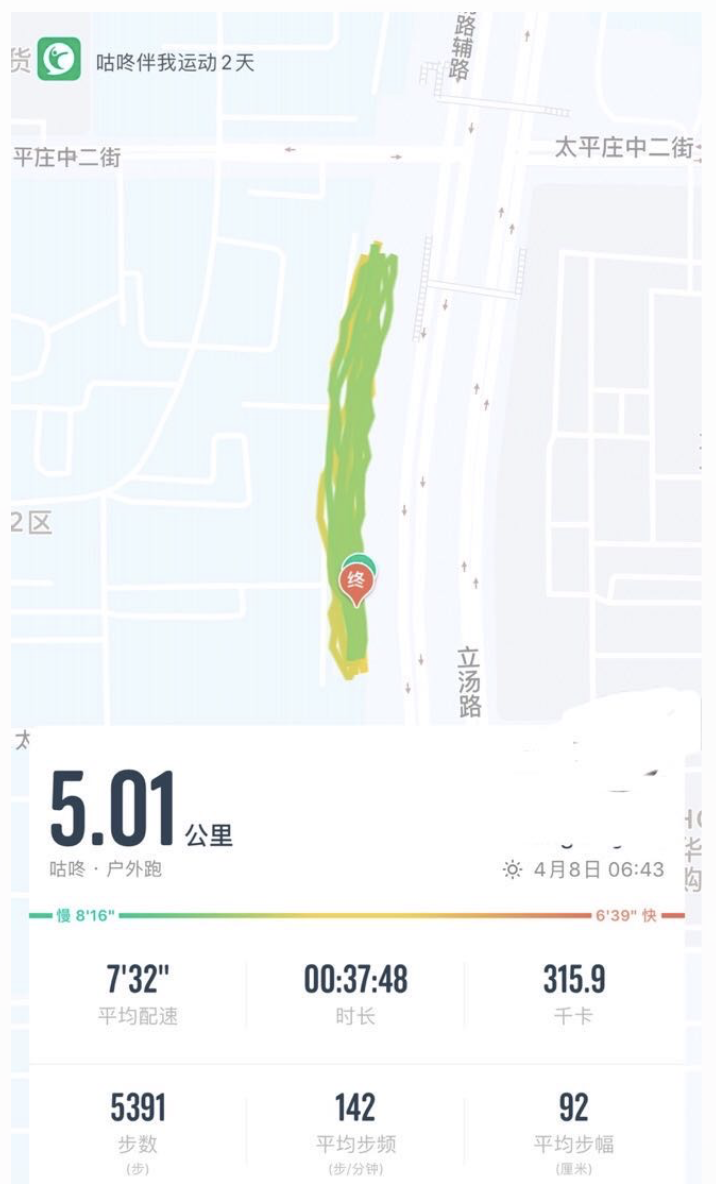 路辅路
货
咕咚伴我运动2天
平庄中二街
太平庄中二街
2区
终
立汤路
太
5.01 公里
咕咚 · 户外跑
4月8日 06:43
华
购
慢 8'16"
6'39" 快
7'32"
00:37:48
315.9
平均配速
时长
千卡
5391
142
92
步数
平均步频
平均步幅
(步)
(步/分钟)
(厘米)